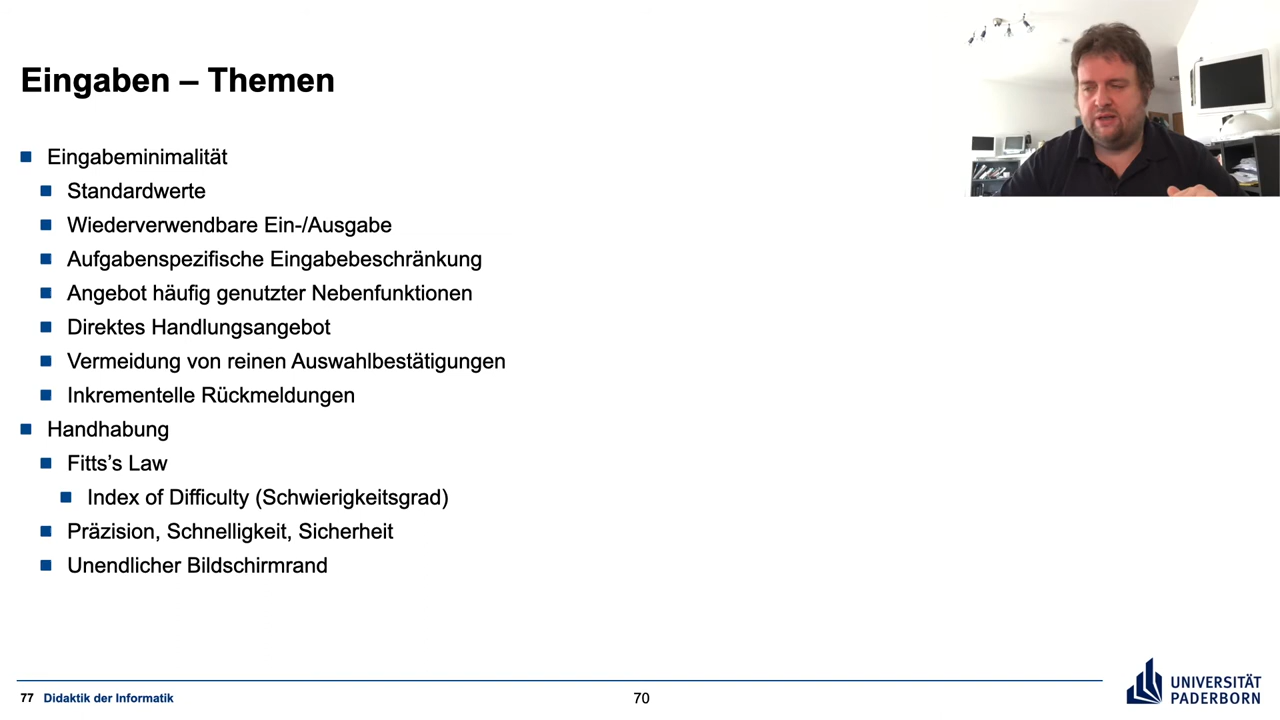 Eingaben – Themen
Eingabeminimalität
Standardwerte
Wiederverwendbare Ein-/Ausgabe
Aufgabenspezifische Eingabebeschränkung
Angebot häufig genutzter Nebenfunktionen
Direktes Handlungsangebot
Vermeidung von reinen Auswahlbestätigungen
Inkrementelle Rückmeldungen
Handhabung
Fitts’s Law
Index of Difficulty (Schwierigkeitsgrad)
Präzision, Schnelligkeit, Sicherheit
Unendlicher Bildschirmrand
77 Didaktik der Informatik
70
UNIVERSITÄT
PADERBORN